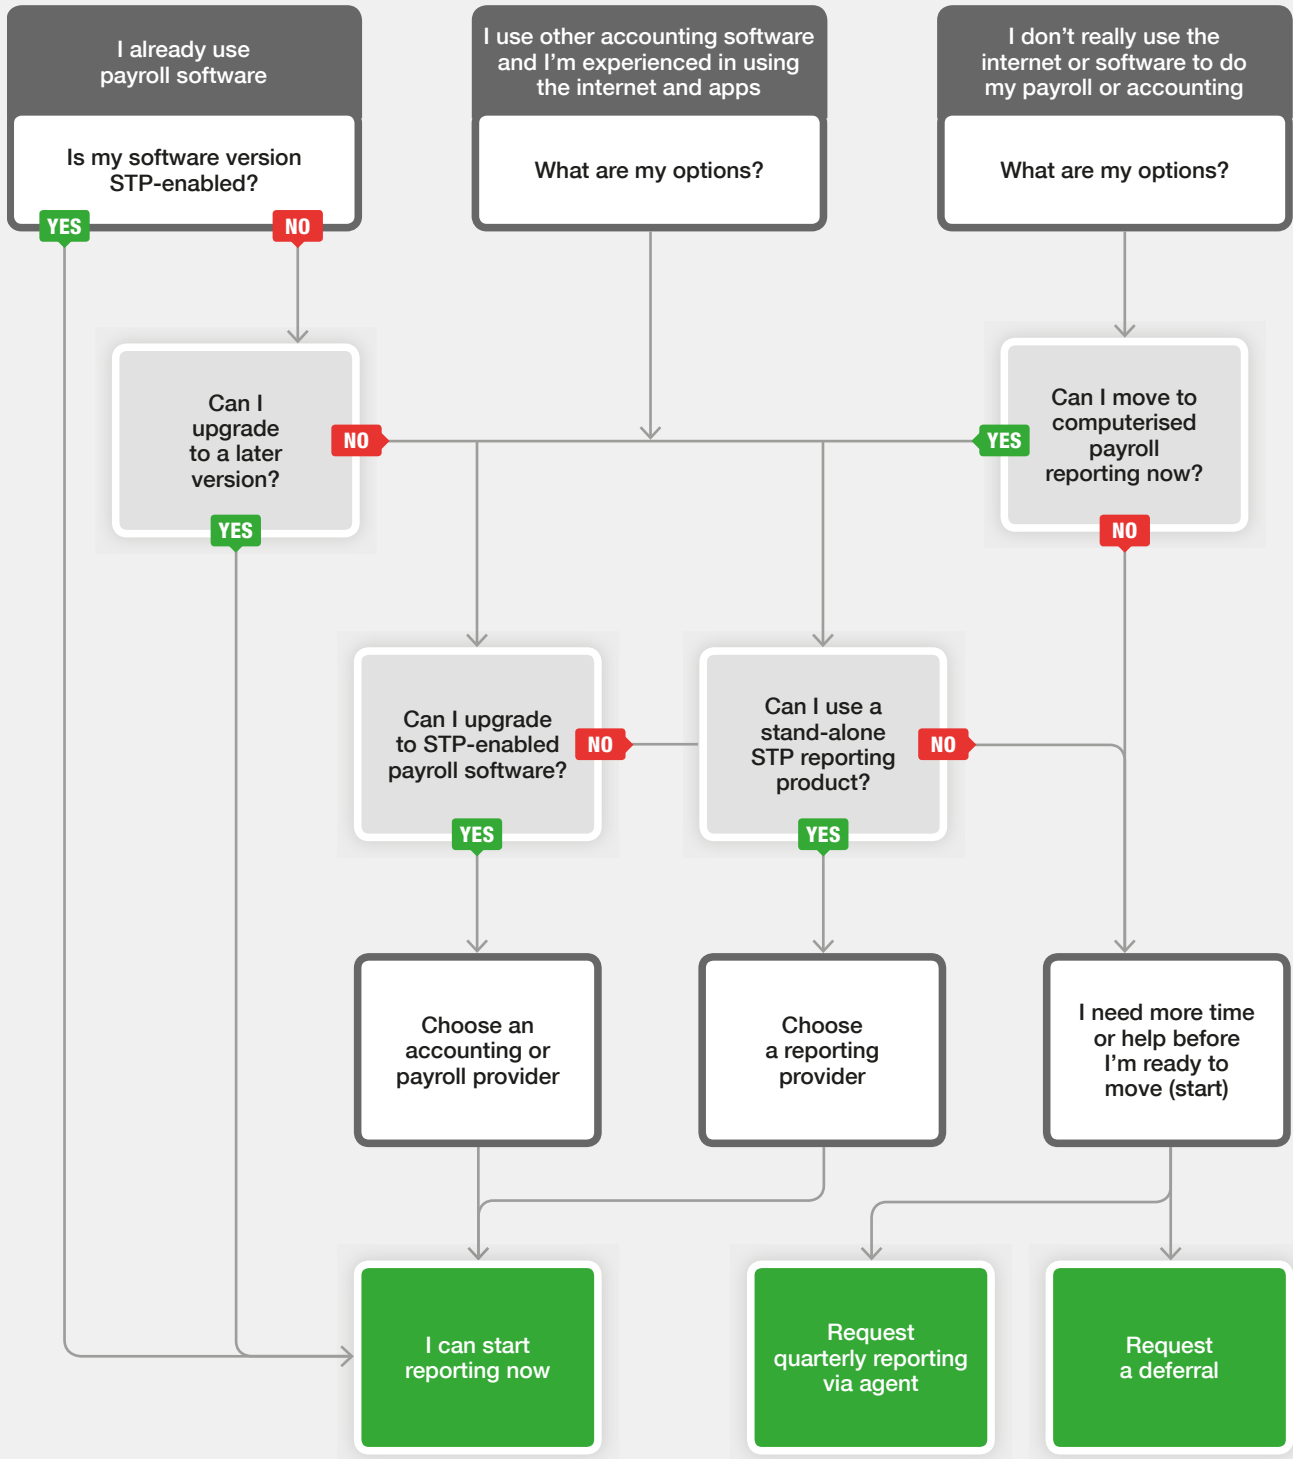 I already use
payroll software
I use other accounting software
and I'm experienced in using
the internet and apps
I don't really use the
internet or software to do
my payroll or accounting
Is my software version
STP-enabled?
YES
NO
What are my options?
What are my options?
Can I
upgrade
to a later
version?
NO
YES
Can I move to
computerised
payroll
reporting now?
YES
NO
Can I upgrade
to STP-enabled
payroll software?
NO
YES
Can I use a
stand-alone
STP reporting
product?
NO
YES
Choose an
accounting or
payroll provider
Choose
a reporting
provider
I need more time
or help before
I'm ready to
move (start)
I can start
reporting now
Request
quarterly reporting
via agent
Request
a deferral